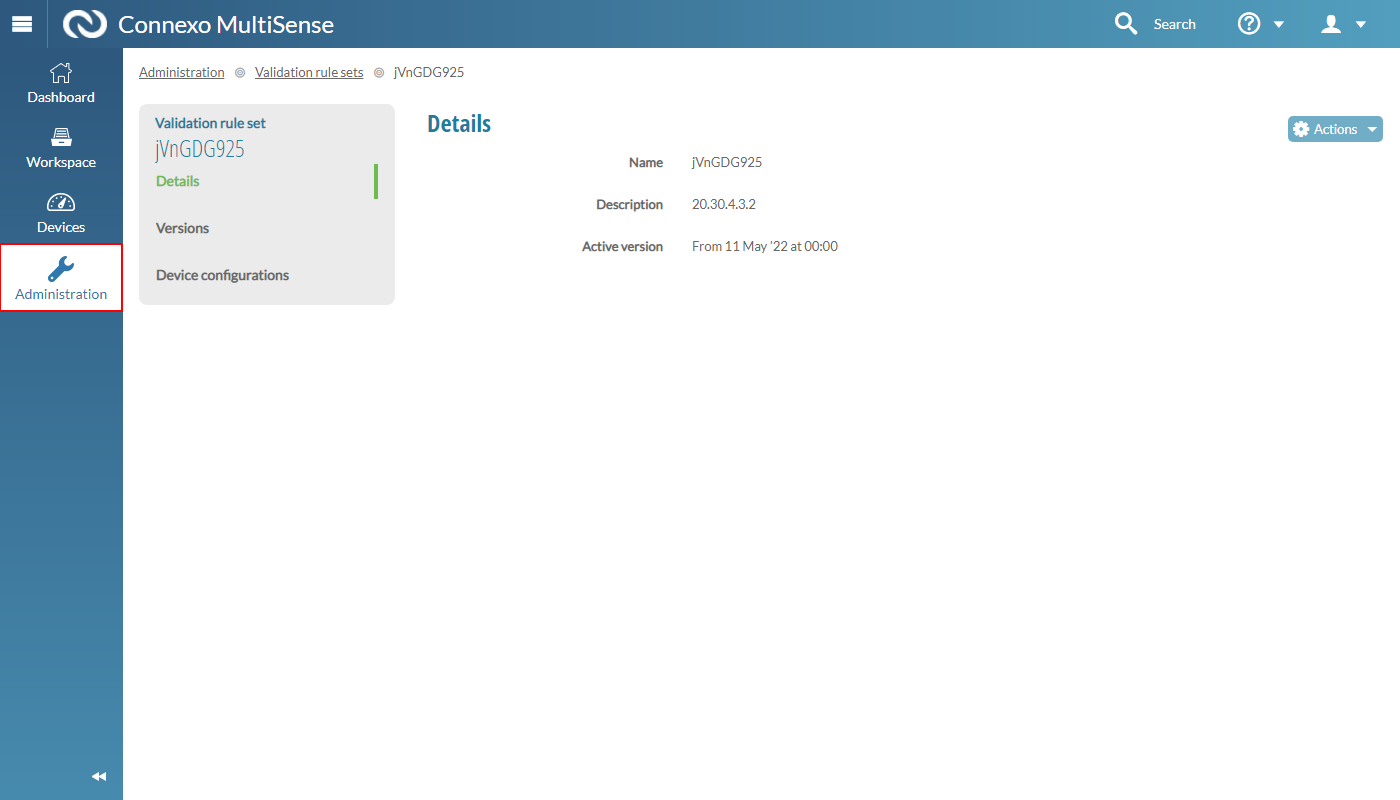 Connexo MultiSense
Search
Dashboard
Workspace
Devices
Administration
Administration Validation rule sets jVnGDG925
Validation rule set
jVnGDG925
Details
Versions
Device configurations
Details
Actions
Name jVnGDG925
Description 20.30.4.3.2
Active version From 11 May '22 at 00:00